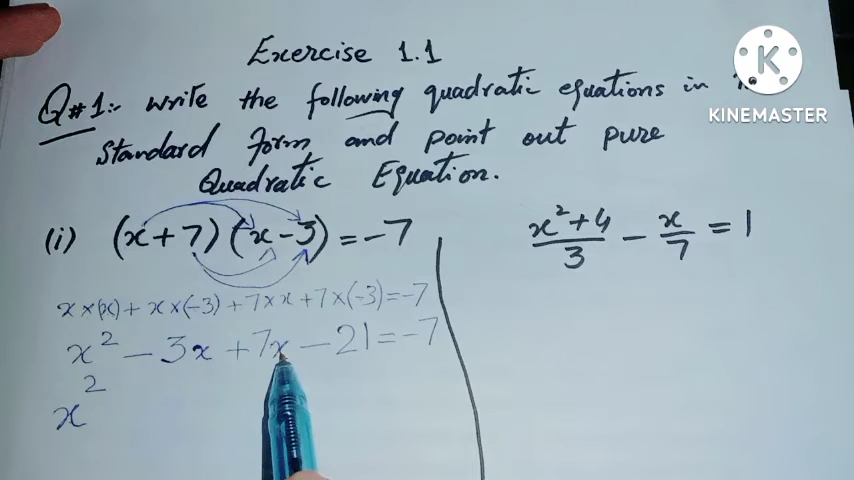 Exercise 1.1
Q#1:- write the following quadratic equations in
Standard form and point out pure
Quadratic Equation.
(i) (x+7)(x-3)=-7
x×(x)+x×(-3)+7×x+7×(-3)=-7
x² - 3x + 7x - 21 = -7
x²
(x²+4)/3 - x/7 = 1
K
KINEMASTER